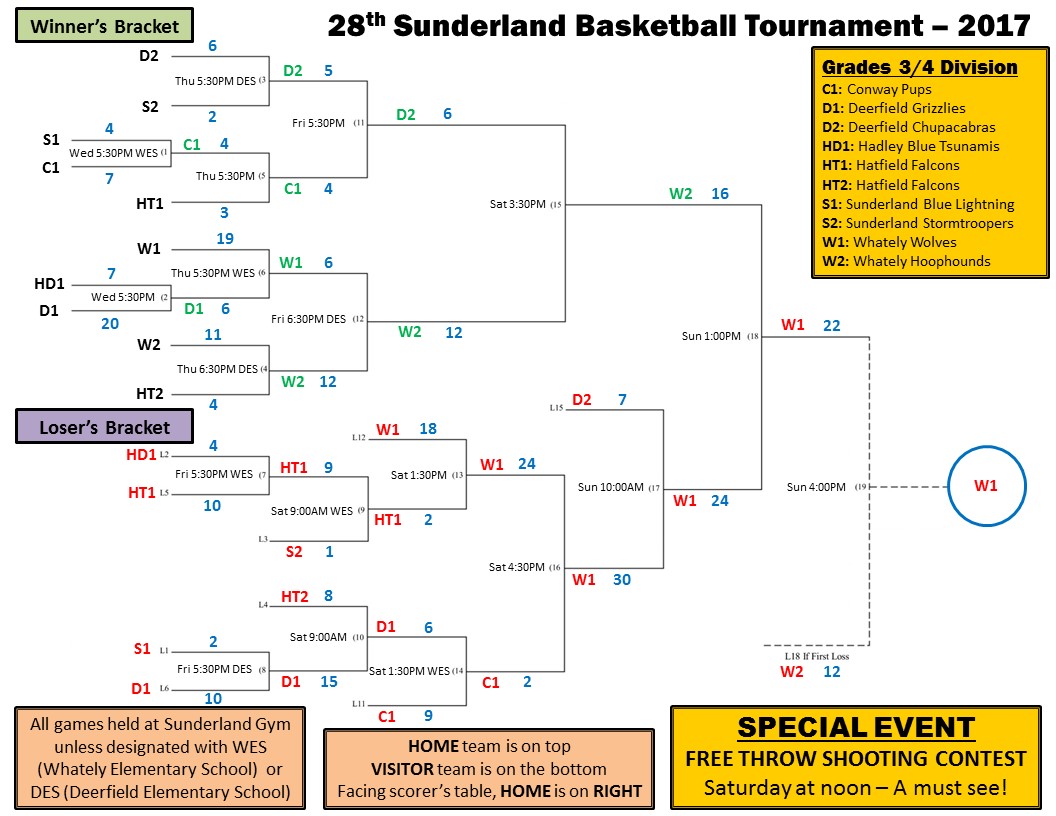 Winner's Bracket
28th Sunderland Basketball Tournament – 2017
Grades 3/4 Division
C1: Conway Pups
D1: Deerfield Grizzlies
D2: Deerfield Chupacabras
HD1: Hadley Blue Tsunamis
HT1: Hatfield Falcons
HT2: Hatfield Falcons
S1: Sunderland Blue Lightning
S2: Sunderland Stormtroopers
W1: Whately Wolves
W2: Whately Hoophounds
D2 6
Thu 5:30PM DES (3
S2 2
D2 5
S1 4
Wed 5:30PM WES (1
C1 7
C1 4
Thu 5:30PM (5
HT1 3
C1 4
Fri 5:30PM (11
D2 6
W1 19
Thu 5:30PM WES (6
HD1 7
Wed 5:30PM (2
D1 20
D1 6
W1 6
Fri 6:30PM DES (12
W2 11
Thu 6:30PM DES (4
HT2 4
W2 12
W2 12
Sat 3:30PM (15
W2 16
Sun 1:00PM (18
W1 22
Sun 4:00PM (19
W1
L18 If First Loss
W2 12
Loser's Bracket
HD1 L2 4
Fri 5:30PM WES (7
HT1 L5 10
HT1 9
Sat 9:00AM WES (9
L3
S2 1
L12 W1 18
Sat 1:30PM (13
HT1 2
W1 24
L15 D2 7
Sun 10:00AM (17
W1 24
Sat 4:30PM (16
W1 30
L4 HT2 8
Sat 9:00AM (10
S1 L1 2
Fri 5:30PM DES (8
D1 L6 10
D1 15
D1 6
Sat 1:30PM WES (14
L11
C1 9
C1 2
All games held at Sunderland Gym
unless designated with WES
(Whately Elementary School) or
DES (Deerfield Elementary School)
HOME team is on top
VISITOR team is on the bottom
Facing scorer's table, HOME is on RIGHT
SPECIAL EVENT
FREE THROW SHOOTING CONTEST
Saturday at noon – A must see!